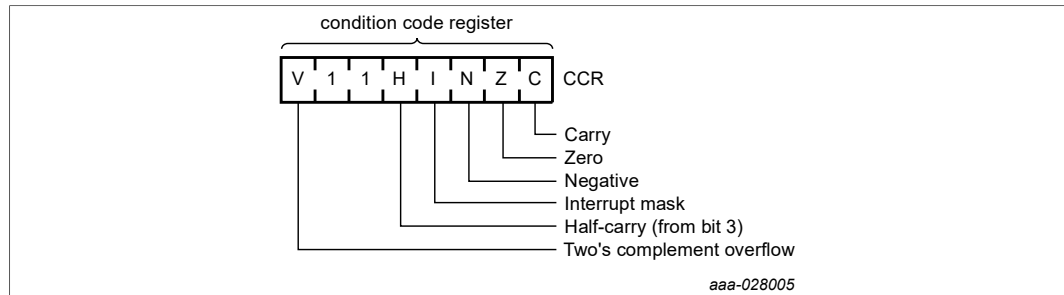 condition code register
V 1 1 H I N Z C CCR
Carry
Zero
Negative
Interrupt mask
Half-carry (from bit 3)
Two's complement overflow
aaa-028005